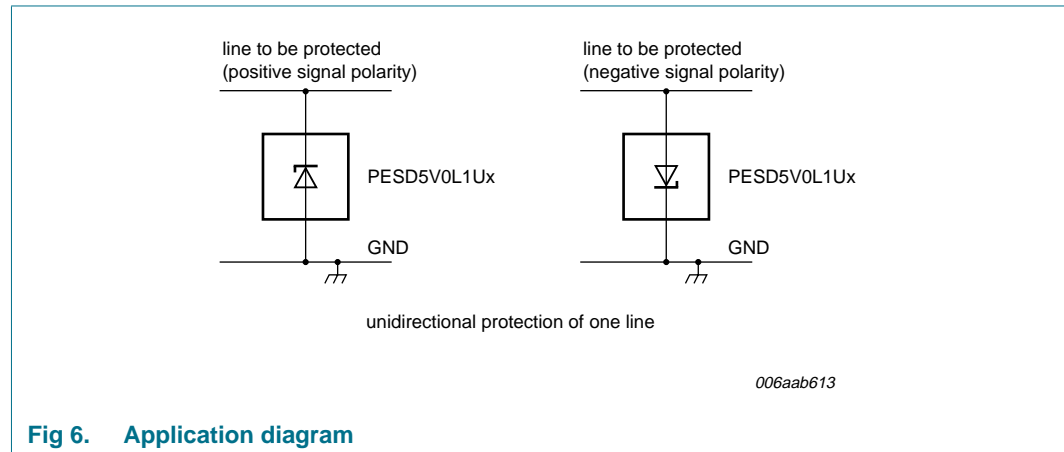 line to be protected
(positive signal polarity)
PESD5V0L1Ux
GND
line to be protected
(negative signal polarity)
PESD5V0L1Ux
GND
unidirectional protection of one line
006aab613
Fig 6. Application diagram